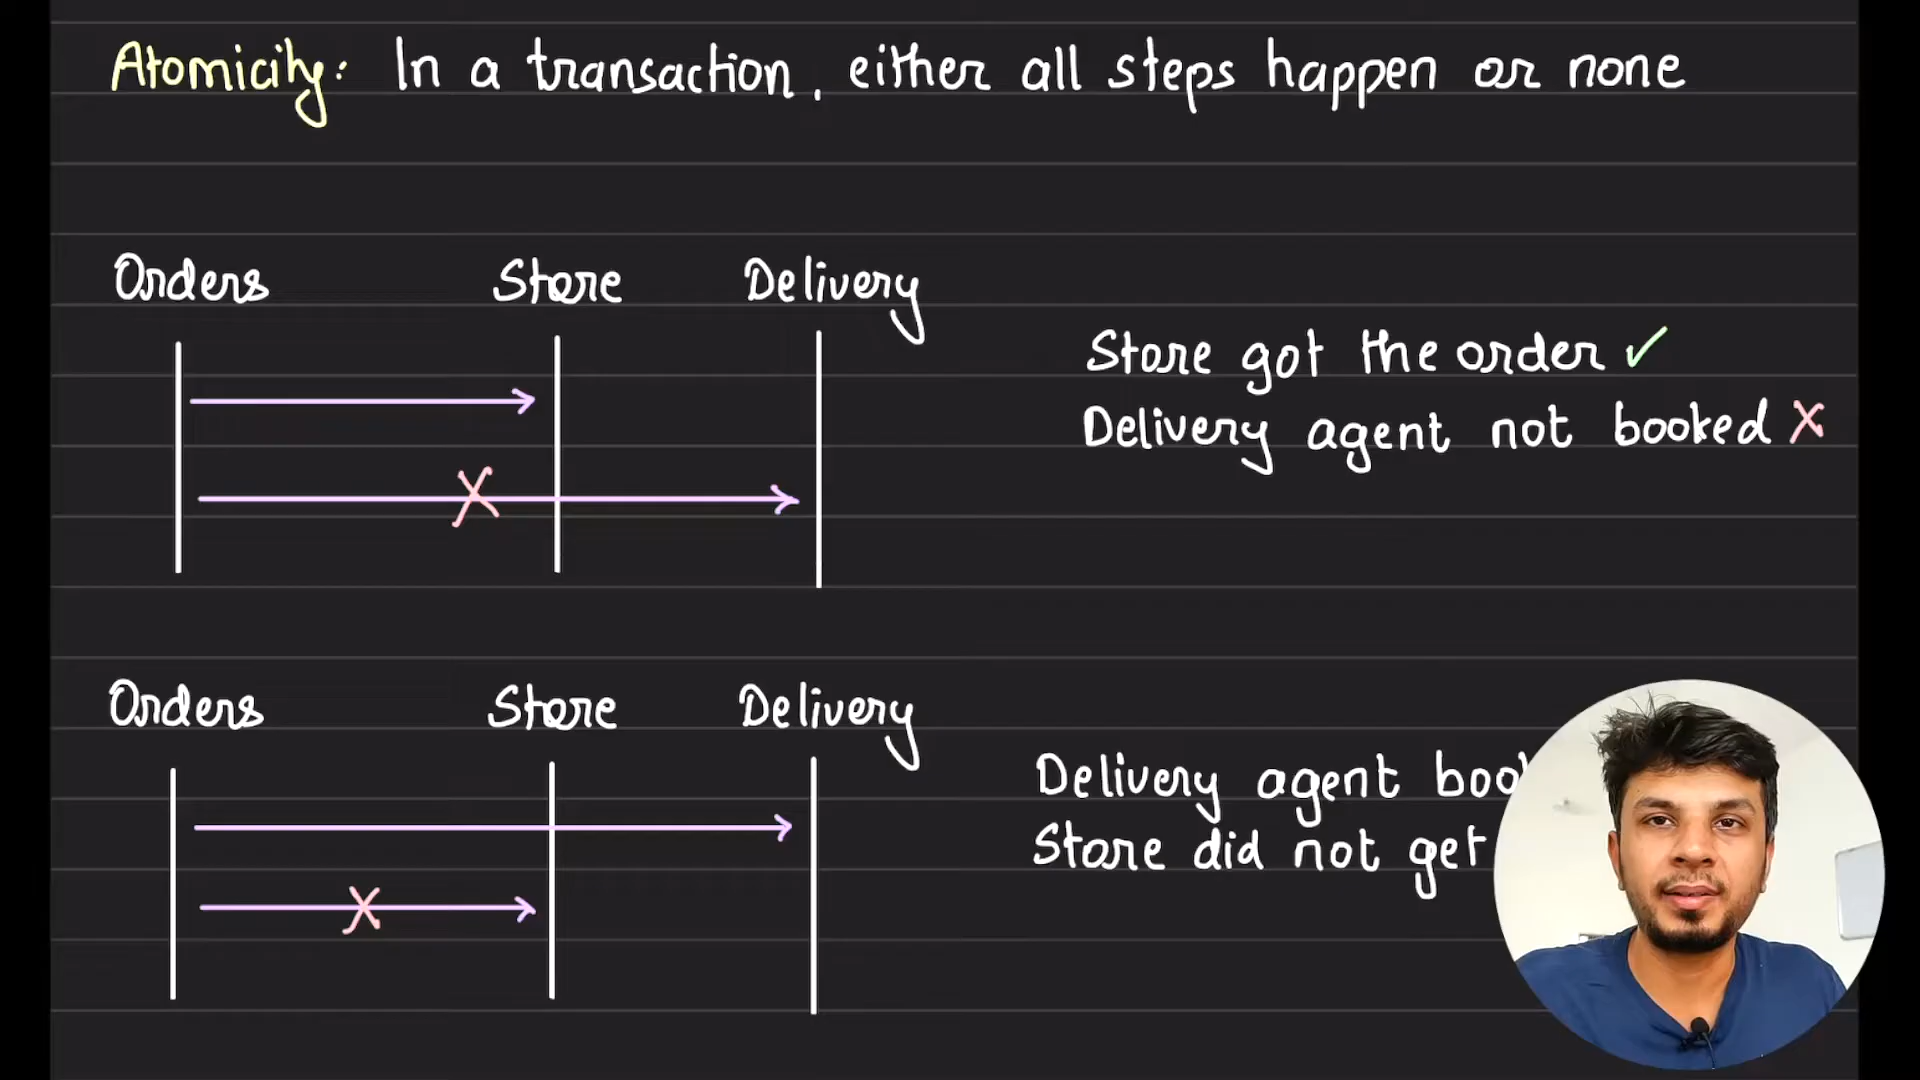 Atomicity: In a transaction, either all steps happen or none
Orders Store Delivery
Store got the order ✓
Delivery agent not booked X
X
Orders Store Delivery
Delivery agent
Store did not get
X